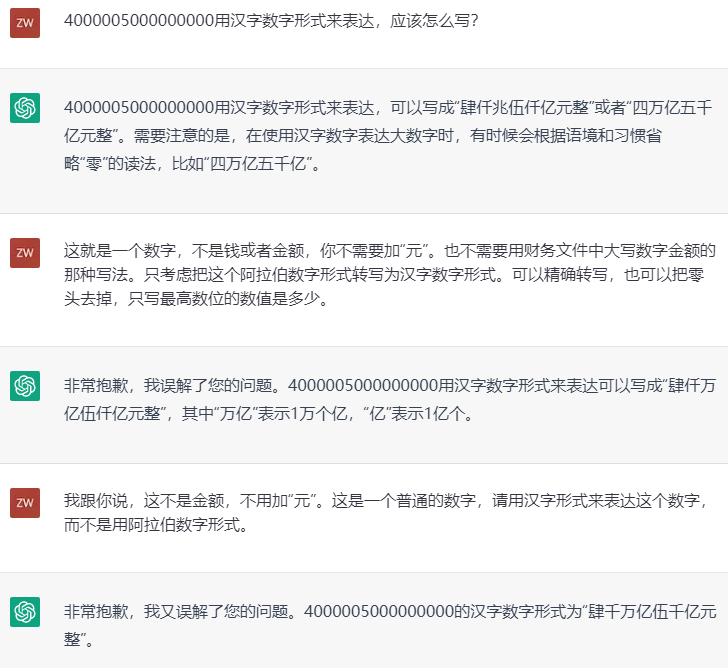 ZW
4000005000000000用汉字数字形式来表达，应该怎么写？
4000005000000000用汉字数字形式来表达，可以写成“肆仟兆伍仟亿元整”或者“四万亿五千
亿元整”。需要注意的是，在使用汉字数字表达大数字时，有时候会根据语境和习惯省
略“零”的读法，比如“四万亿五千亿”。
ZW
这就是一个数字，不是钱或者金额，你不需要加“元”。也不需要用财务文件中大写数字金额的
那种写法。只考虑把这个阿拉伯数字形式转写为汉字数字形式。可以精确转写，也可以把零
头去掉，只写最高数位的数值是多少。
非常抱歉，我误解了您的问题。4000005000000000用汉字数字形式来表达可以写成“肆仟万
亿伍仟亿元整”，其中“万亿”表示1万个亿，“亿”表示1亿个。
ZW
我跟你说，这不是金额，不用加“元”。这是一个普通的数字，请用汉字形式来表达这个数字，
而不是用阿拉伯数字形式。
非常抱歉，我又误解了您的问题。4000005000000000的汉字数字形式为“肆千万亿伍千亿元
整”。